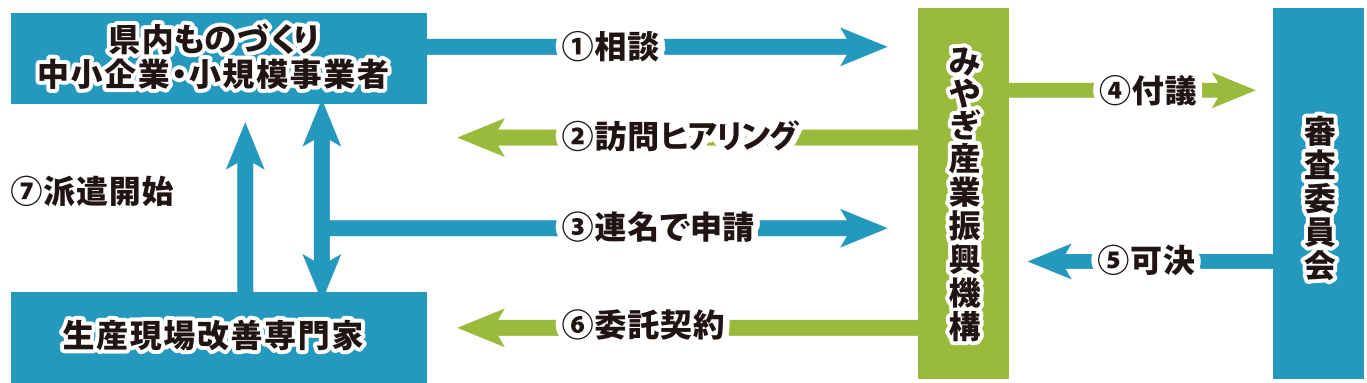 県内ものづくり
中小企業・小規模事業者
①相談
②訪問ヒアリング
③連名で申請
④付議
⑤可決
⑥委託契約
⑦派遣開始
生産現場改善専門家
みやぎ産業振興機構
審査委員会